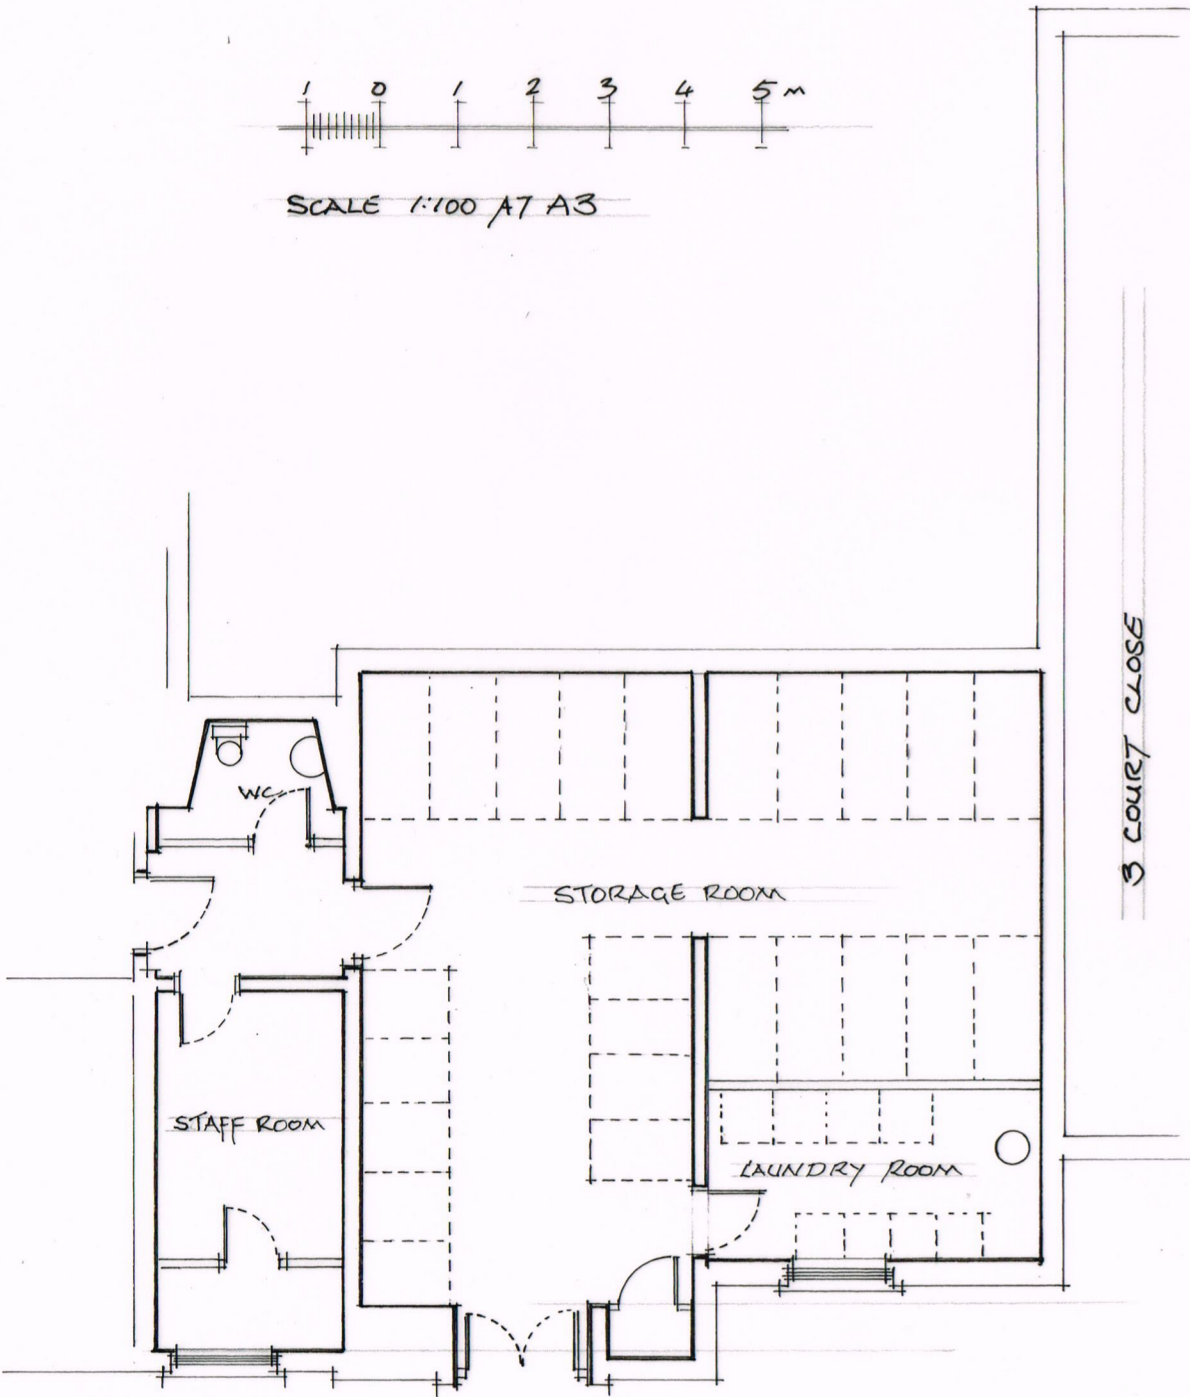 1 0 1 2 3 4 5 m
SCALE 1:100 AT A3
3 COURT CLOSE
WC
STORAGE ROOM
STAFF ROOM
LAUNDRY ROOM